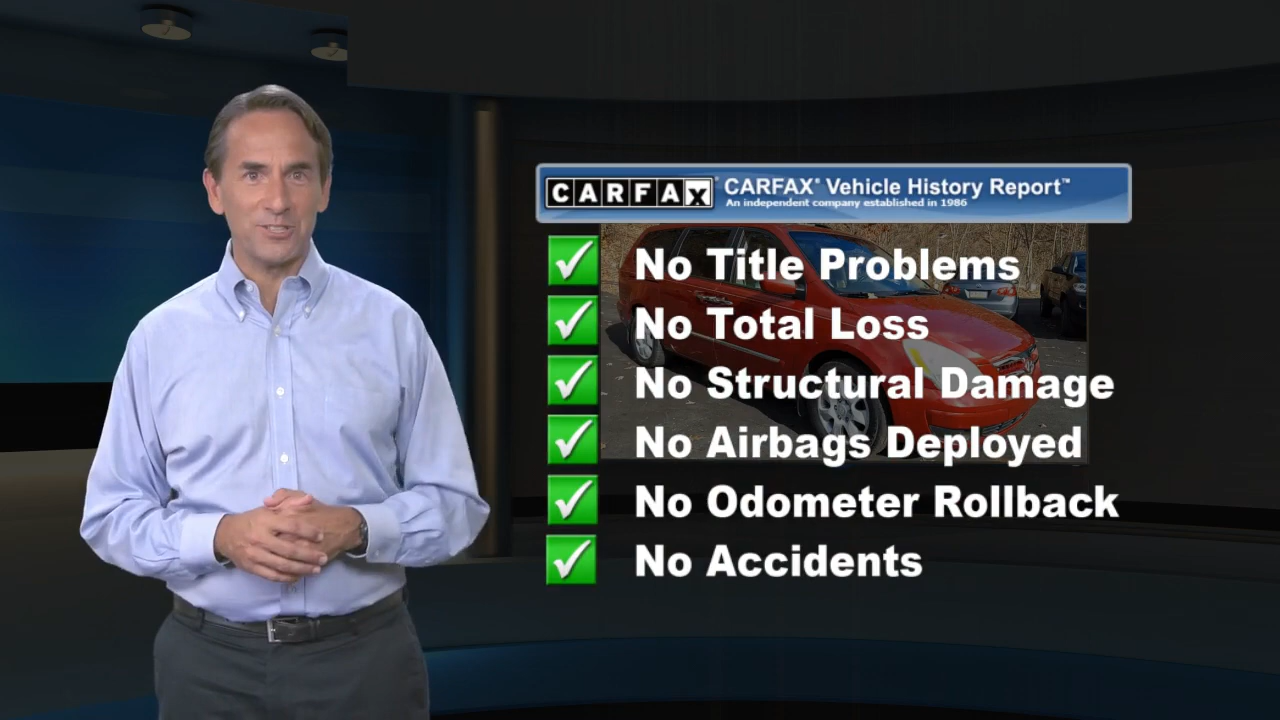 CARFAX® CARFAX® Vehicle History Report™
An independent company established in 1986
No Title Problems
No Total Loss
No Structural Damage
No Airbags Deployed
No Odometer Rollback
No Accidents